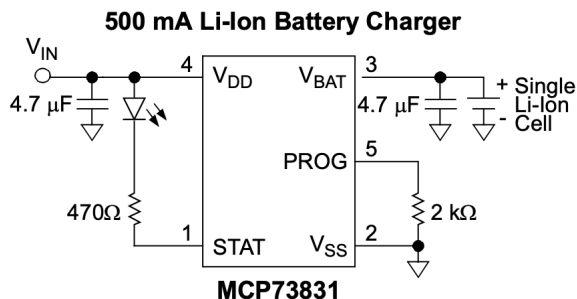 500 mA Li-Ion Battery Charger
VIN
4
VDD
VBAT
3
4.7 μF
4.7 μF
+ Single
Li-Ion
- Cell
PROG
5
470Ω
2 kΩ
1
STAT
VSS
2
MCP73831